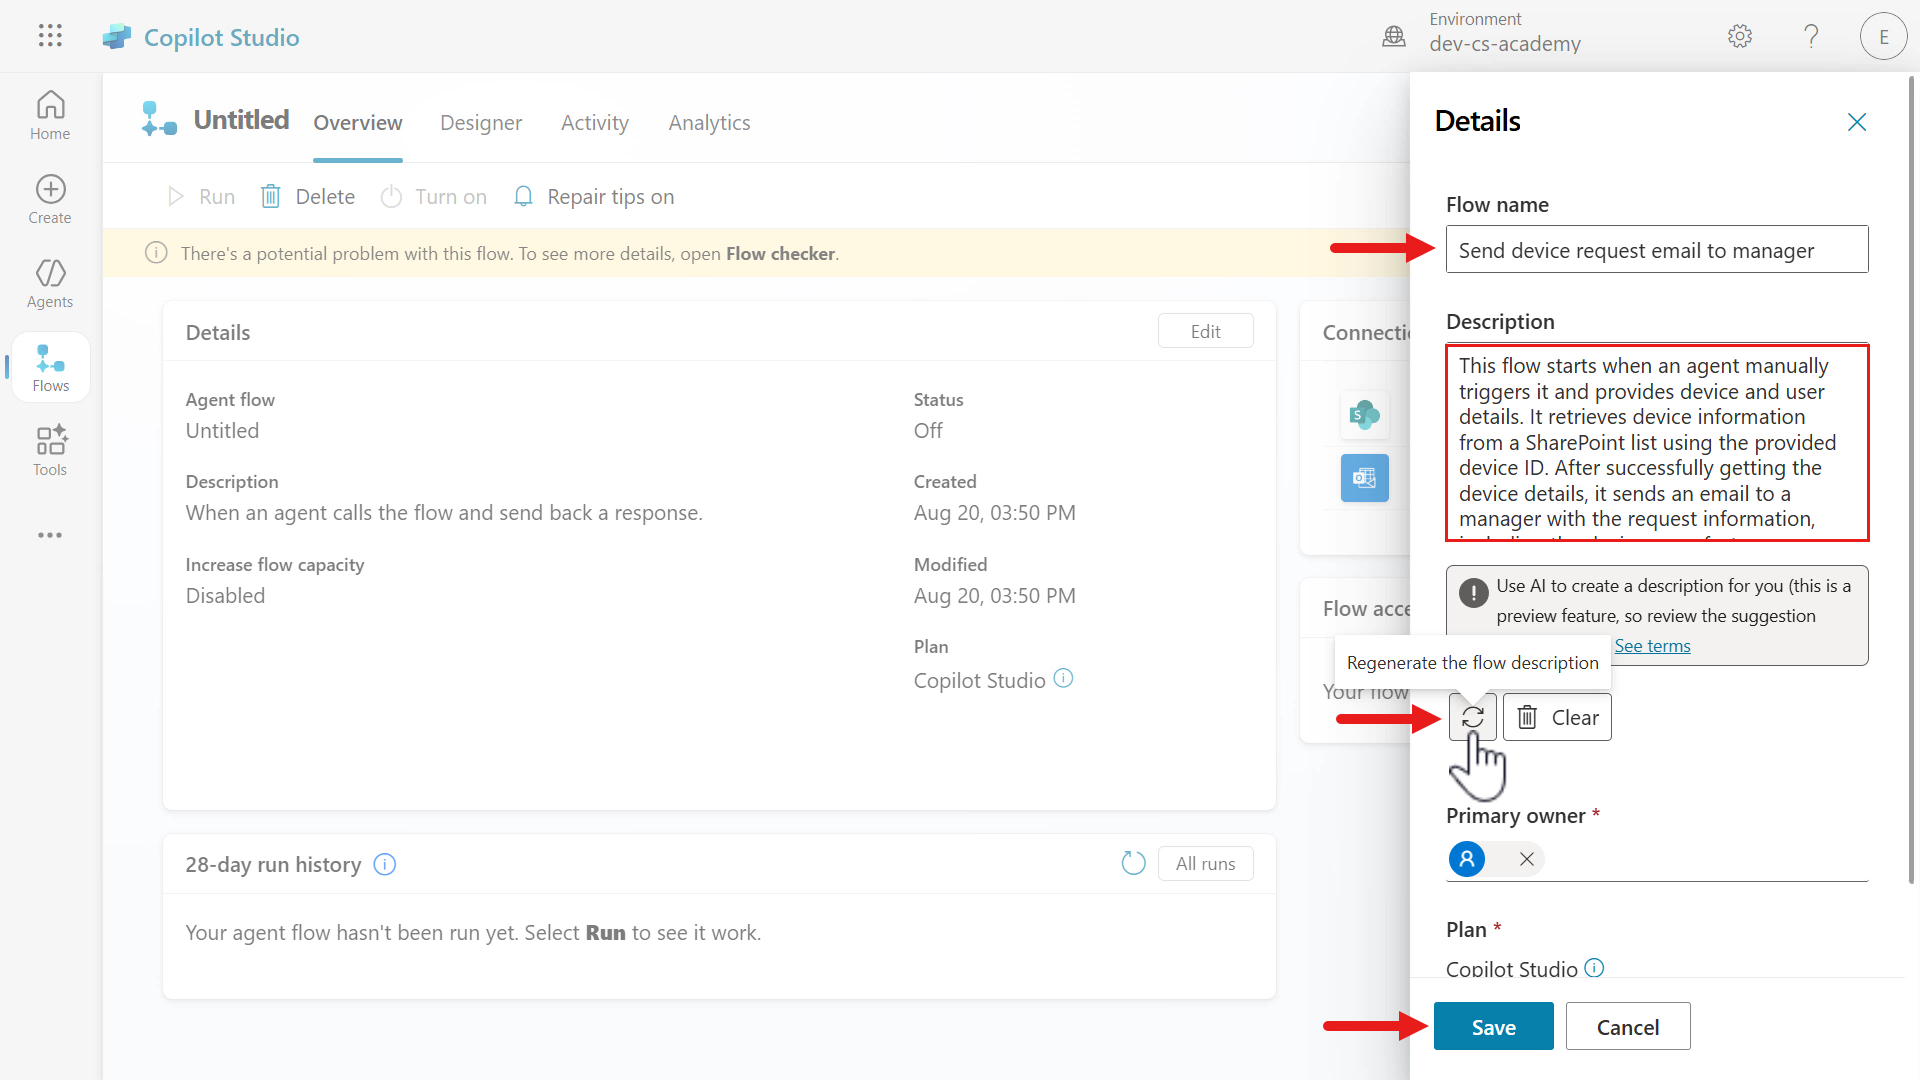 Copilot Studio
Environment
dev-cs-academy
?
E
Home
Create
Agents
Flows
Tools
Untitled
Overview
Designer
Activity
Analytics
Run
Delete
Turn on
Repair tips on
There's a potential problem with this flow. To see more details, open Flow checker.
Details
Edit
Agent flow
Untitled
Description
When an agent calls the flow and send back a response.
Increase flow capacity
Disabled
Status
Off
Created
Aug 20, 03:50 PM
Modified
Aug 20, 03:50 PM
Plan
Copilot Studio
28-day run history
All runs
Your agent flow hasn't been run yet. Select Run to see it work.
Connecti
S
Flow acce
Your flow
Details
Flow name
Send device request email to manager
Description
This flow starts when an agent manually
triggers it and provides device and user
details. It retrieves device information
from a SharePoint list using the provided
device ID. After successfully getting the
device details, it sends an email to a
manager with the request information,
Use AI to create a description for you (this is a
preview feature, so review the suggestion
See terms
Regenerate the flow description
Clear
Primary owner *
Plan *
Copilot Studio
Save
Cancel